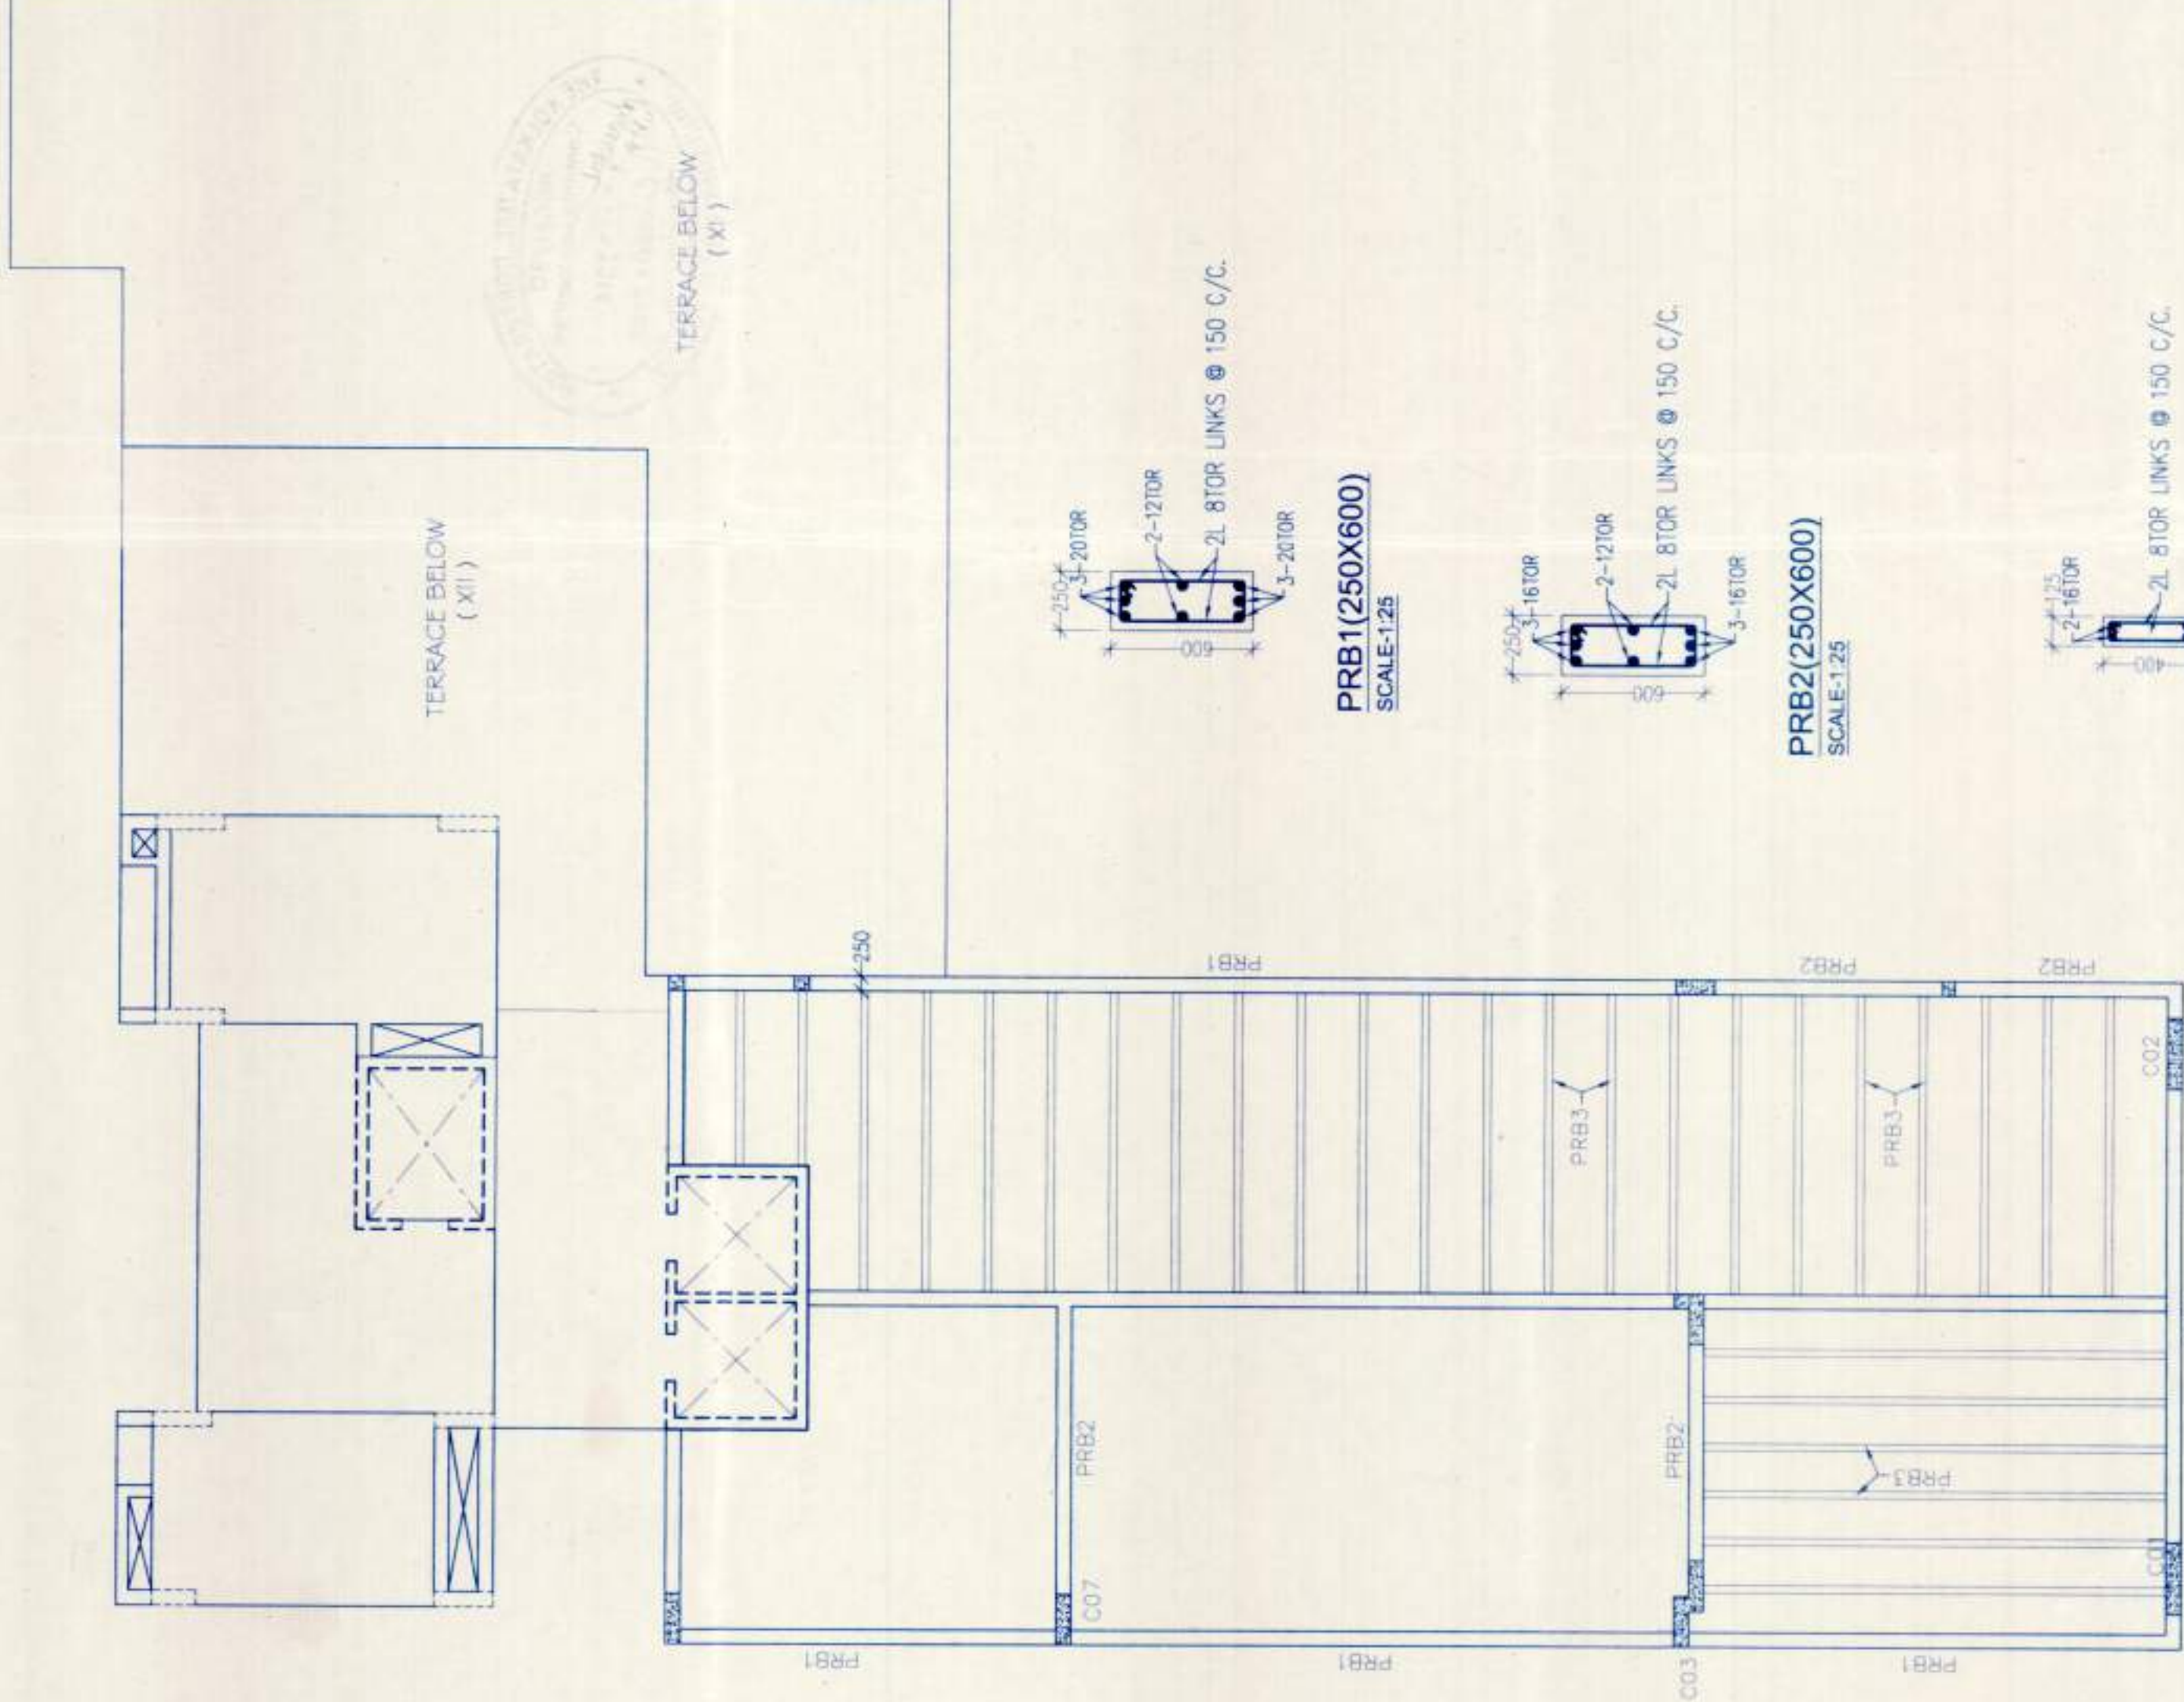 TERRACE BELOW
( XI )
TERRACE BELOW
( XII )
250
3-20TOR
2-12TOR
2L 8TOR LINKS @ 150 C/C.
3-20TOR
600
PRB1(250X600)
SCALE-1:25
250
3-16TOR
2-12TOR
2L 8TOR LINKS @ 150 C/C.
3-16TOR
600
PRB2(250X600)
SCALE-1:25
125
2-16TOR
2L 8TOR LINKS @ 150 C/C.
400
250
PRB1
PRB2
PRB2
C02
PRB3
PRB3
PRB2
PRB2
PRB3
C07
C01
PRB1
PRB1
C03
PRB1